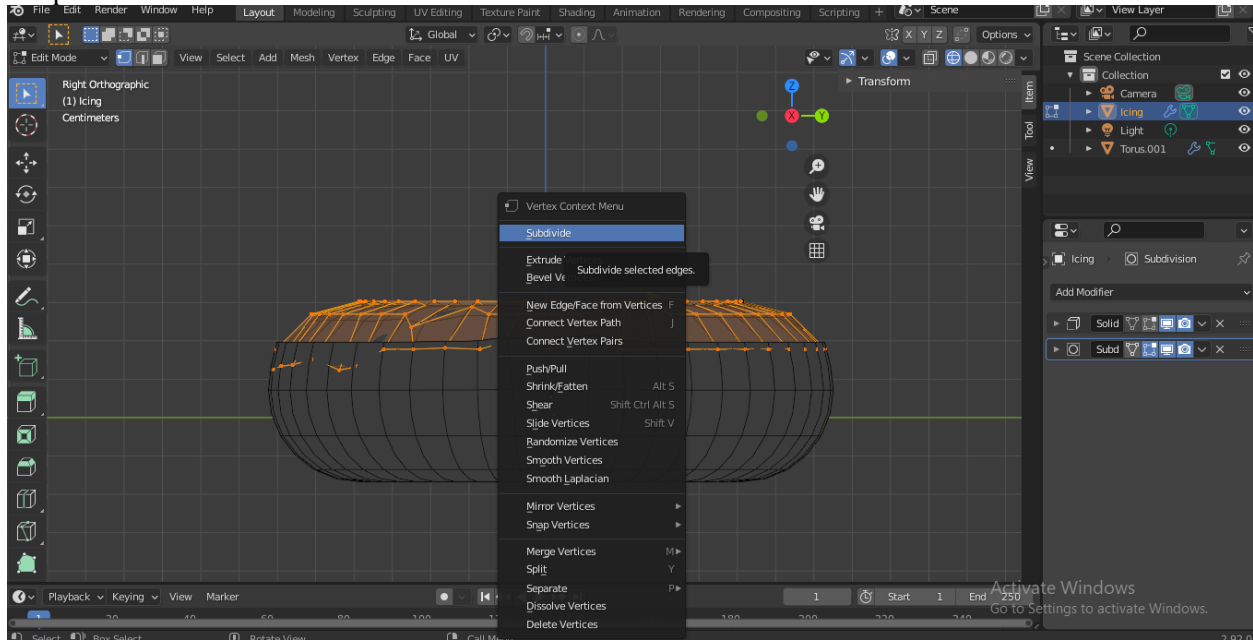 File Edit Render Window Help Layout Modeling Sculpting UV Editing Texture Paint Shading Animation Rendering Compositing Scripting + Scene View Layer
Global X Y Z Options
Edit Mode View Select Add Mesh Vertex Edge Face UV
Right Orthographic
(1) Icing
Centimeters
Z
X
Y
Transform
Item
Tool
View
Scene Collection
Collection
Camera
Icing
Light
Torus.001
Icing Subdivision
Add Modifier
Solid
Subd
Vertex Context Menu
Subdivide
Extrude
Subdivide selected edges.
Bevel Ve
New Edge/Face from Vertices F
Connect Vertex Path J
Connect Vertex Pairs
Push/Pull
Shrink/Fatten Alt S
Shear Shift Ctrl Alt S
Slide Vertices Shift V
Randomize Vertices
Smooth Vertices
Smooth Laplacian
Mirror Vertices
Snap Vertices
Merge Vertices M
Split Y
Separate P
Dissolve Vertices
Delete Vertices
Playback Keying View Marker 1 Start 1 End 250
Activate Windows
Go to Settings to activate Windows.
Select Box Select Rotate View Call Me
2.92.0